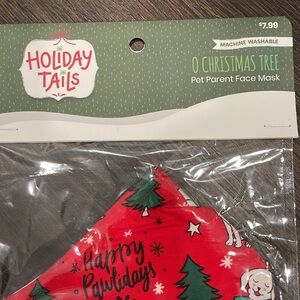 $7.99
HOLIDAY
TAILS
MACHINE WASHABLE
O CHRISTMAS TREE
Pet Parent Face Mask
Happy
Pawlidays